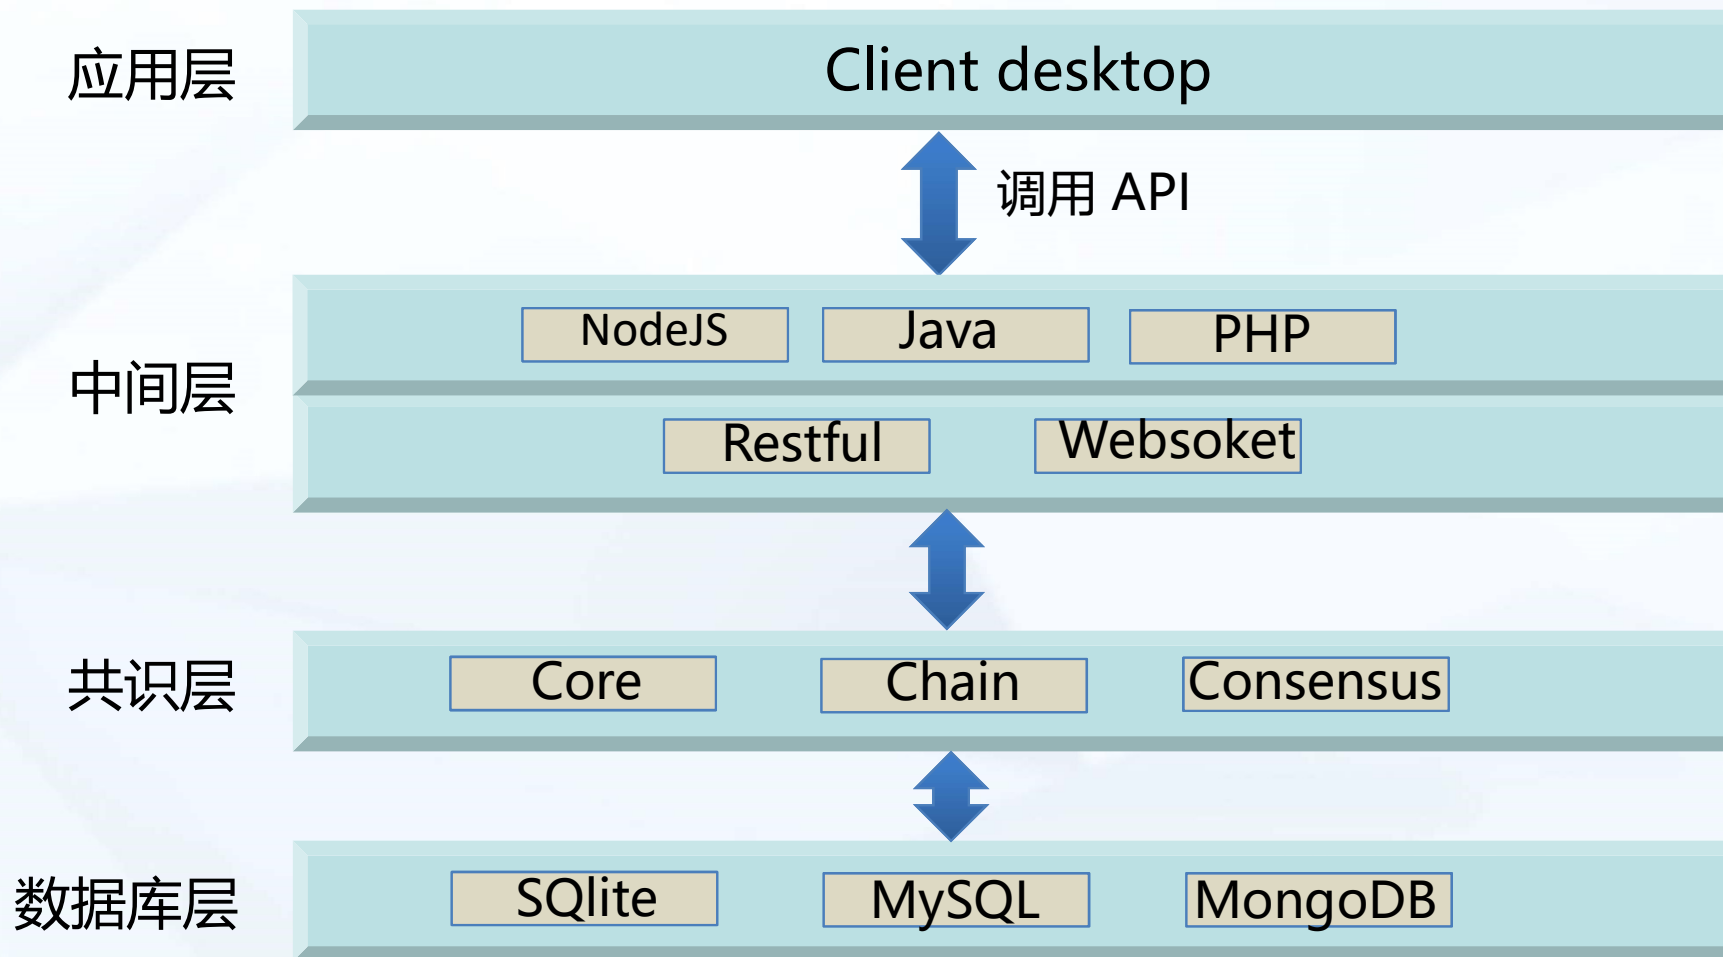 应用层
Client desktop
调用 API
中间层
NodeJS
Java
PHP
Restful
Websoket
共识层
Core
Chain
Consensus
数据库层
SQlite
MySQL
MongoDB